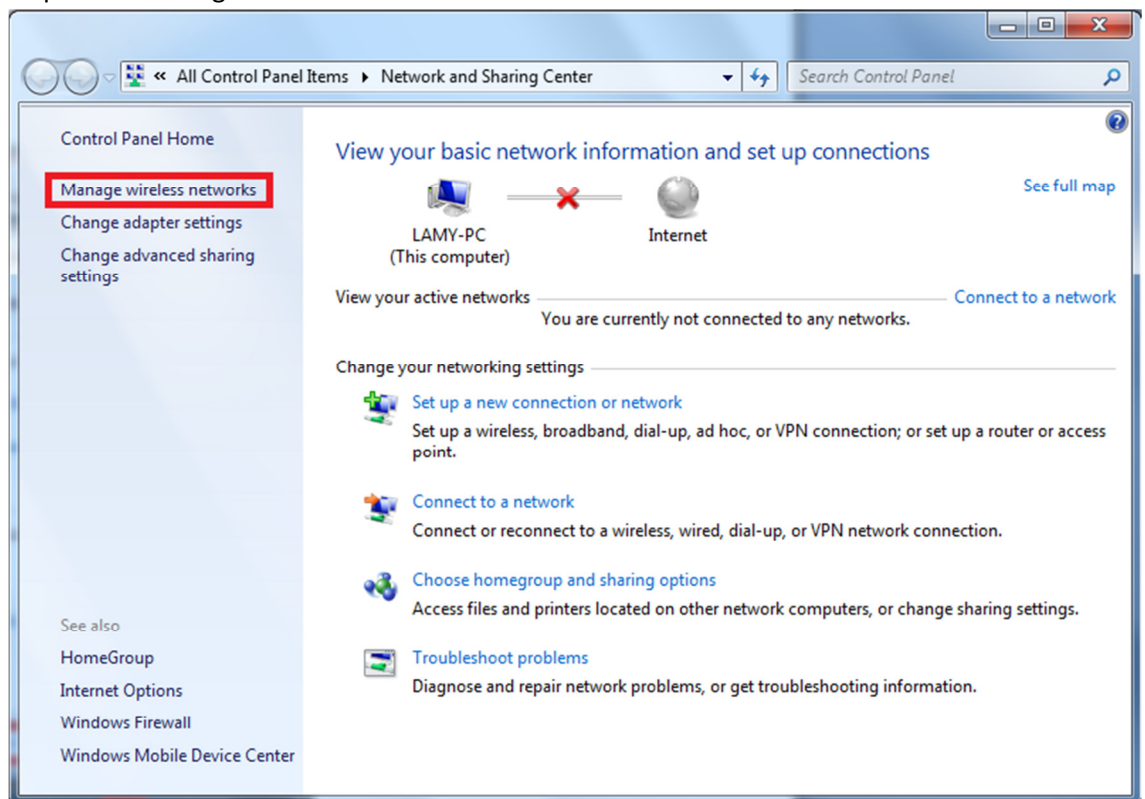 « All Control Panel Items ▸ Network and Sharing Center
Search Control Panel
Control Panel Home
Manage wireless networks
Change adapter settings
Change advanced sharing
settings
See also
HomeGroup
Internet Options
Windows Firewall
Windows Mobile Device Center
View your basic network information and set up connections
See full map
LAMY-PC
(This computer)
Internet
View your active networks
Connect to a network
You are currently not connected to any networks.
Change your networking settings
Set up a new connection or network
Set up a wireless, broadband, dial-up, ad hoc, or VPN connection; or set up a router or access
point.
Connect to a network
Connect or reconnect to a wireless, wired, dial-up, or VPN network connection.
Choose homegroup and sharing options
Access files and printers located on other network computers, or change sharing settings.
Troubleshoot problems
Diagnose and repair network problems, or get troubleshooting information.